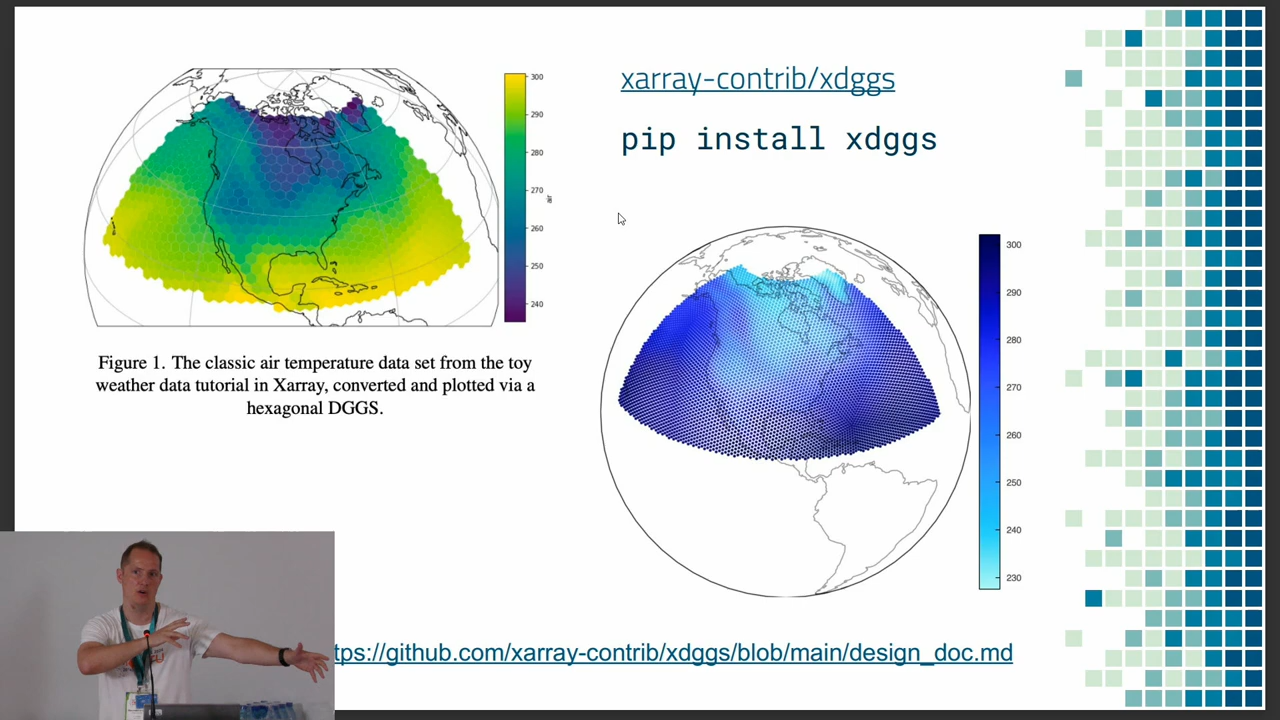 xarray-contrib/xdggs
pip install xdggs
300
290
280
270
260
250
240
air
Figure 1. The classic air temperature data set from the toy
weather data tutorial in Xarray, converted and plotted via a
hexagonal DGGS.
300
290
280
270
260
250
240
230
tps://github.com/xarray-contrib/xdggs/blob/main/design_doc.md